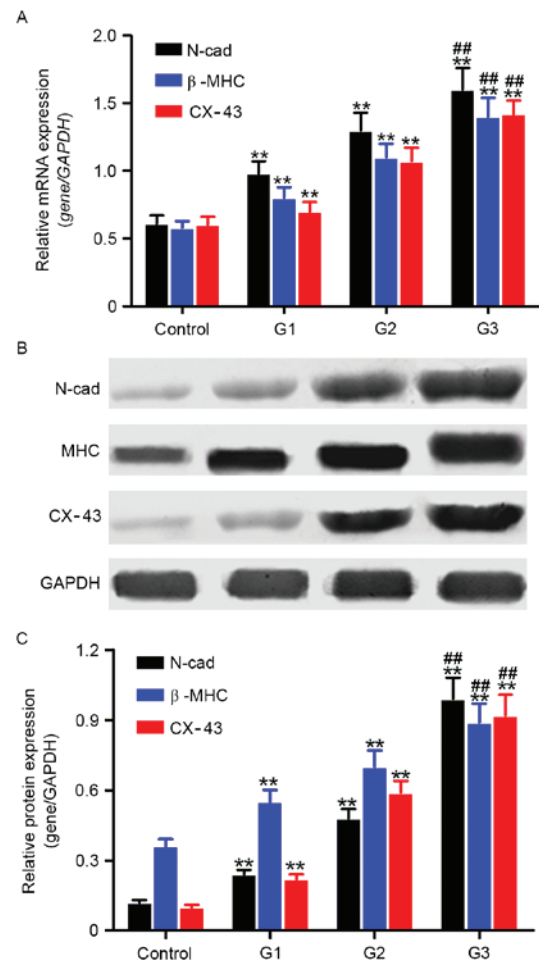 A
Relative mRNA expression
(gene/GAPDH)
2.0
1.5
1.0
0.5
0
N-cad
β-MHC
CX-43
**
**
**
**
**
**
##
**
##
**
##
**
Control G1 G2 G3
B
N-cad
MHC
CX-43
GAPDH
C
Relative protein expression
(gene/GAPDH)
1.2
0.9
0.6
0.3
0
N-cad
β-MHC
CX-43
**
**
**
**
**
**
##
**
##
**
##
**
Control G1 G2 G3